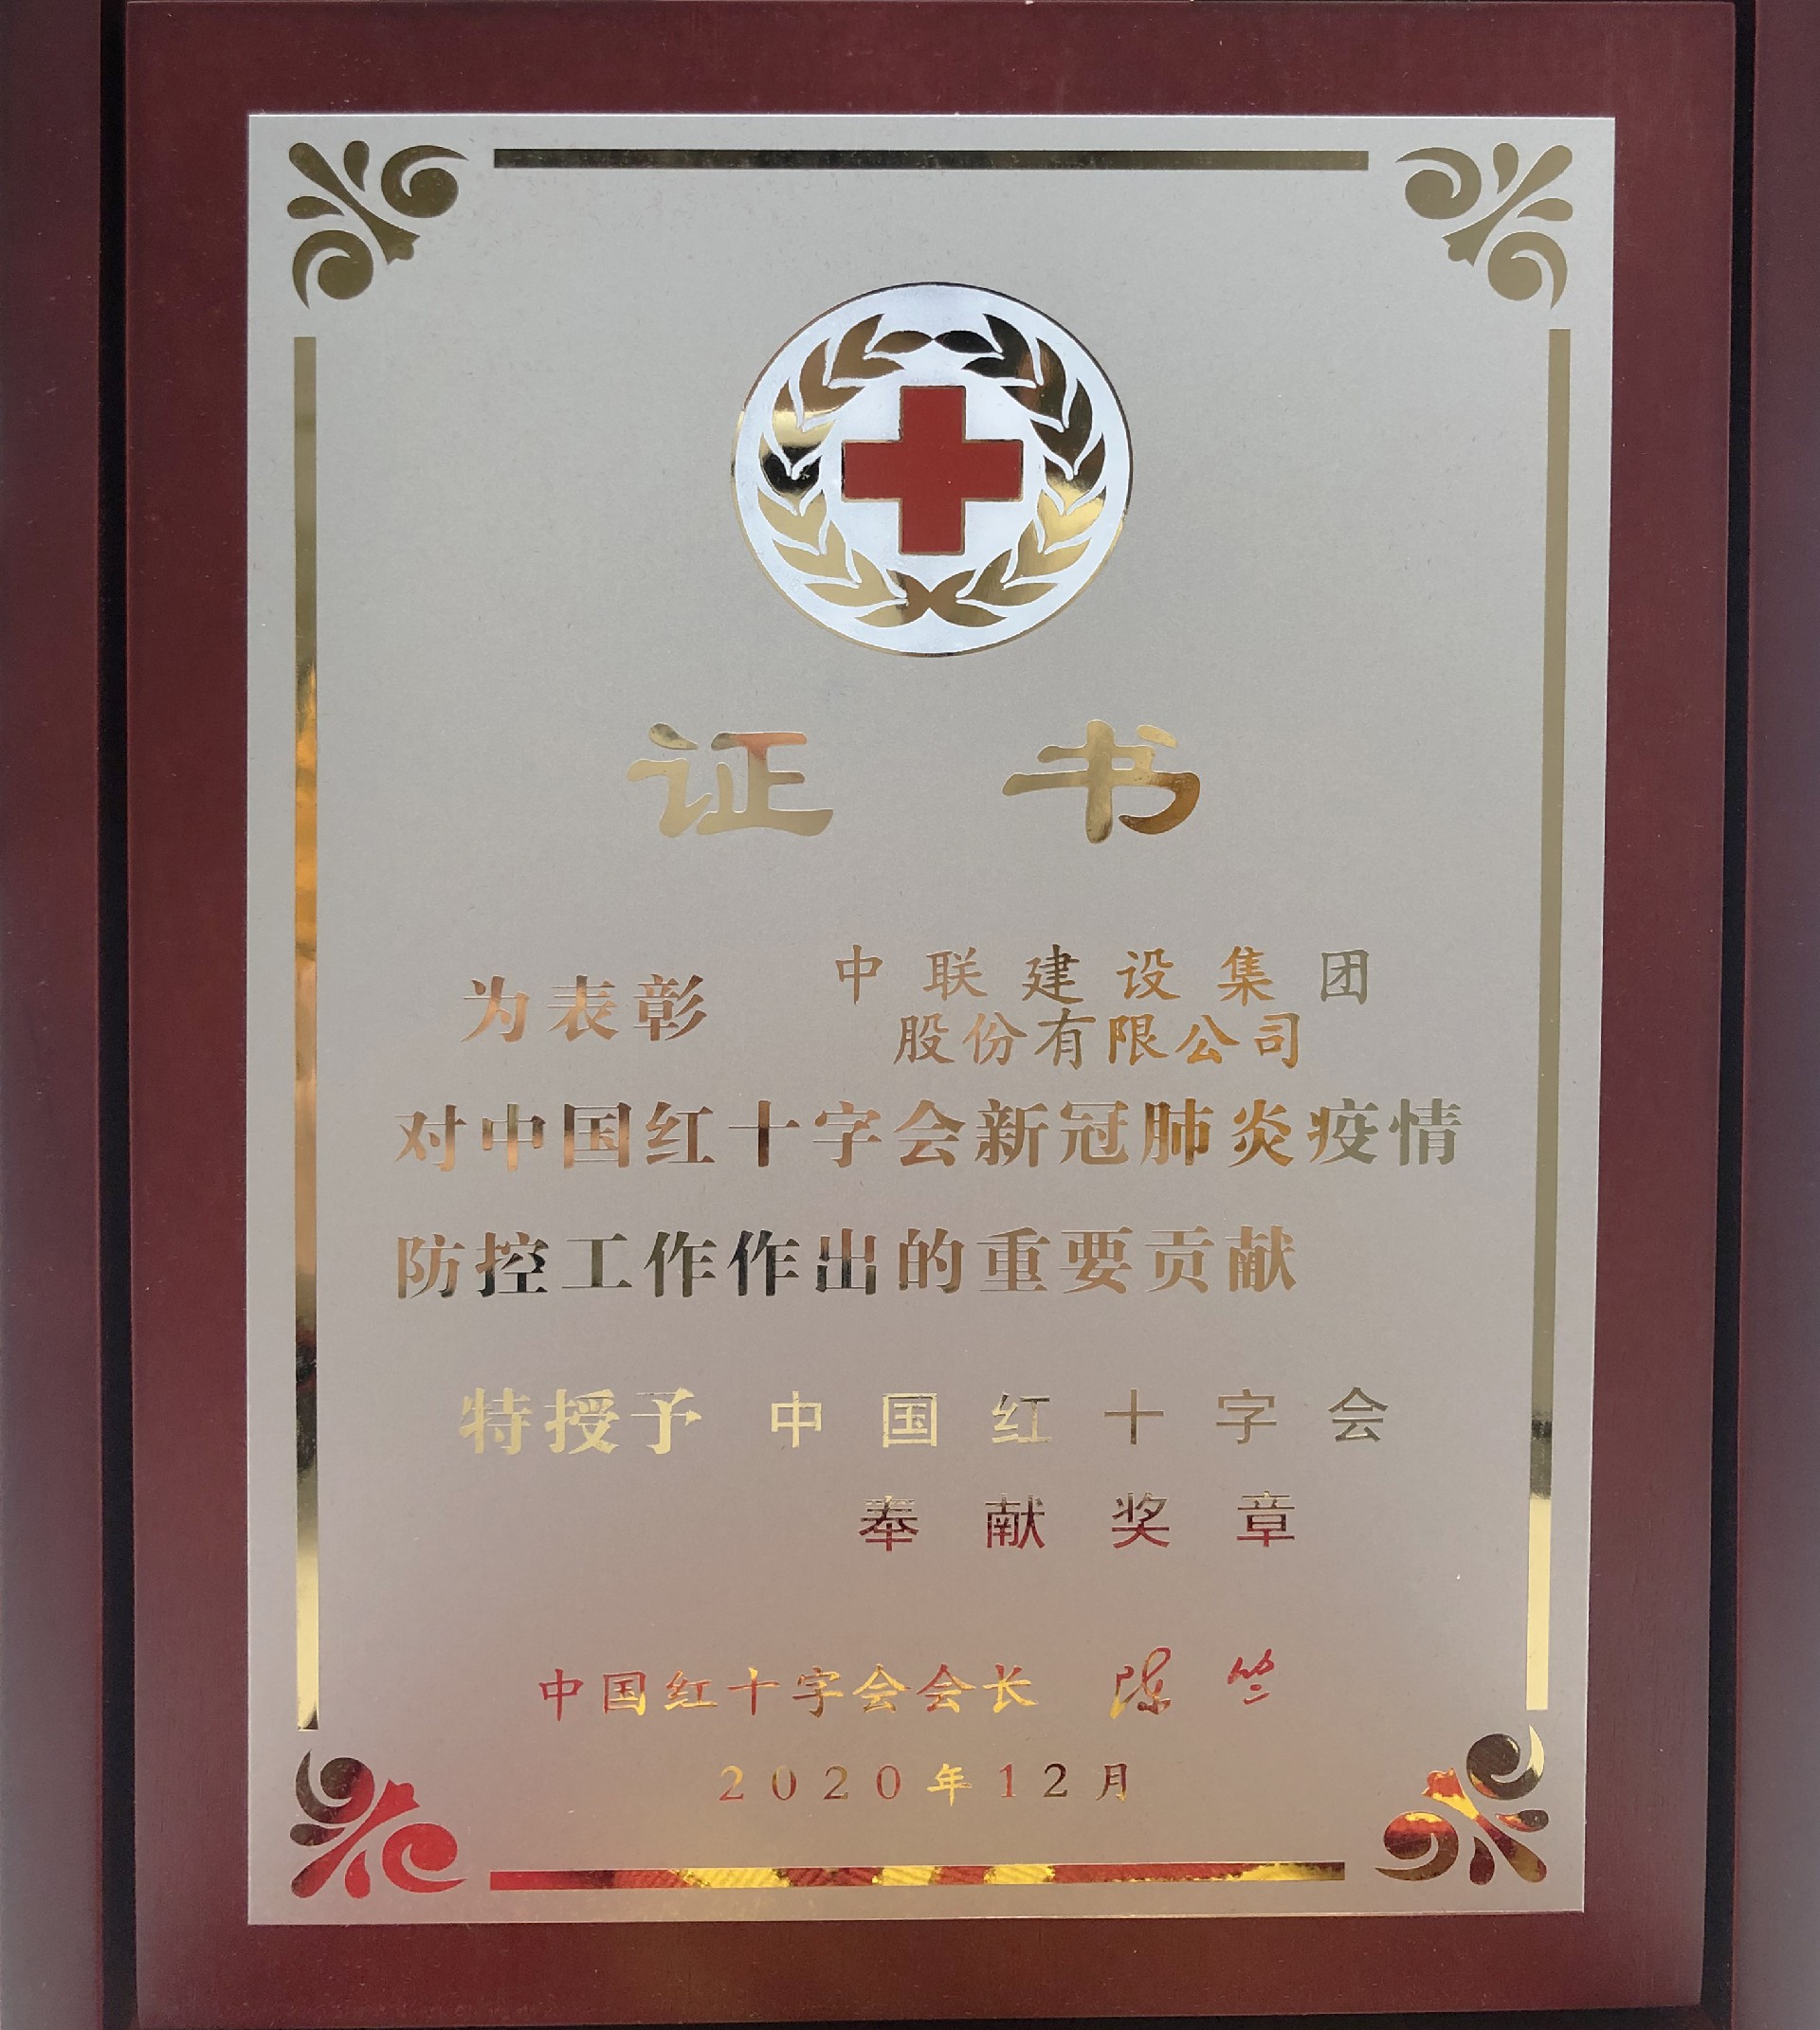 证书
为表彰 中联建设集团
股份有限公司
对中国红十字会新冠肺炎疫情
防控工作作出的重要贡献
特授予 中国红十字会
奉献奖章
中国红十字会会长 陈竺
2020年12月